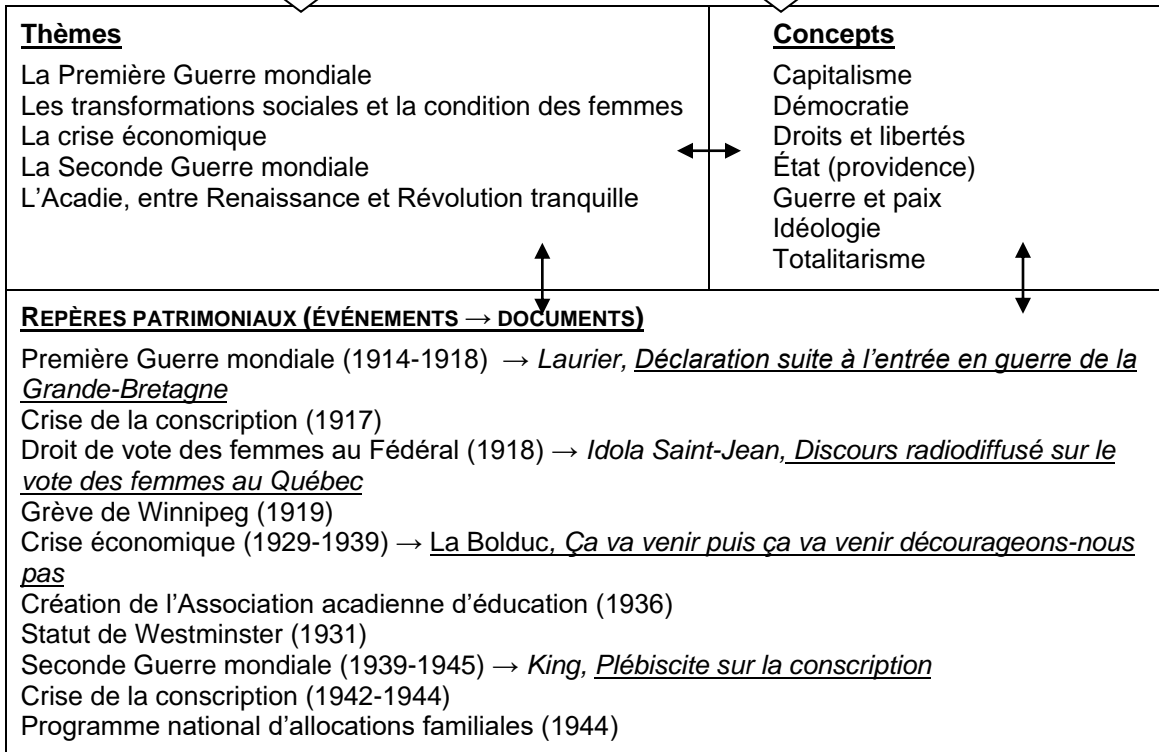 Thèmes
La Première Guerre mondiale
Les transformations sociales et la condition des femmes
La crise économique
La Seconde Guerre mondiale
L'Acadie, entre Renaissance et Révolution tranquille
Concepts
Capitalisme
Démocratie
Droits et libertés
État (providence)
Guerre et paix
Idéologie
Totalitarisme
REPÈRES PATRIMONIAUX (ÉVÉNEMENTS → DOCUMENTS)
Première Guerre mondiale (1914-1918) → Laurier, Déclaration suite à l'entrée en guerre de la
Grande-Bretagne
Crise de la conscription (1917)
Droit de vote des femmes au Fédéral (1918) → Idola Saint-Jean, Discours radiodiffusé sur le
vote des femmes au Québec
Grève de Winnipeg (1919)
Crise économique (1929-1939) → La Bolduc, Ça va venir puis ça va venir décourageons-nous
pas
Création de l'Association acadienne d'éducation (1936)
Statut de Westminster (1931)
Seconde Guerre mondiale (1939-1945) → King, Plébiscite sur la conscription
Crise de la conscription (1942-1944)
Programme national d'allocations familiales (1944)